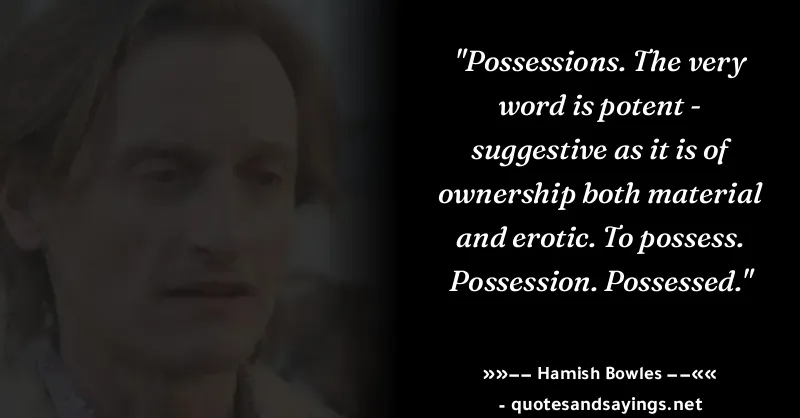 "Possessions. The very
word is potent -
suggestive as it is of
ownership both material
and erotic. To possess.
Possession. Possessed."
»»−− Hamish Bowles −−««
- quotesandsayings.net